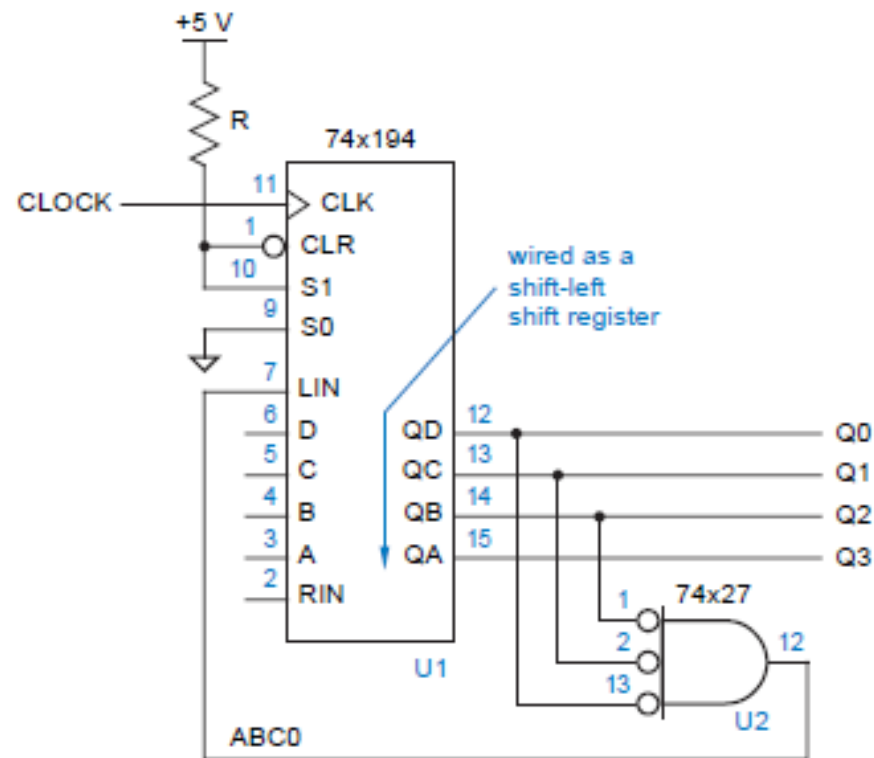 +5 V
R
74x194
CLOCK
11
CLK
1
CLR
10
S1
9
S0
wired as a
shift-left
shift register
7
LIN
6
D
QD
12
Q0
5
C
QC
13
Q1
4
B
QB
14
Q2
3
A
QA
15
Q3
2
RIN
74x27
1
2
13
12
U1
U2
ABC0